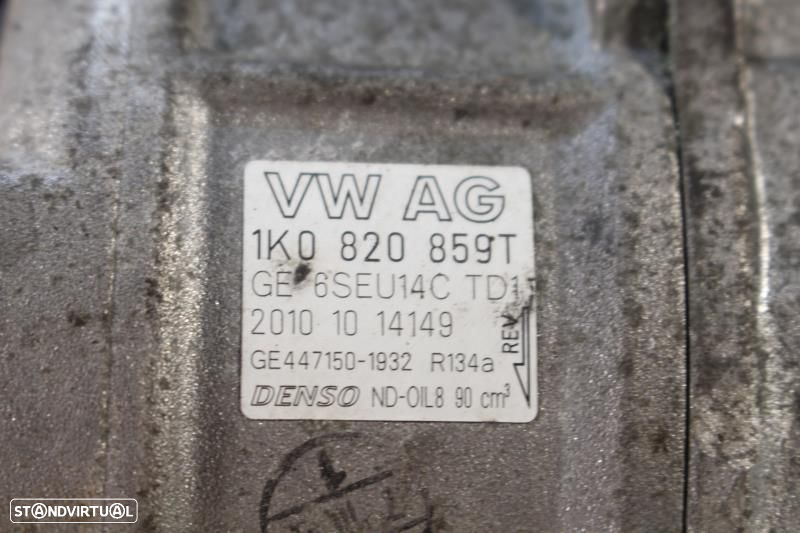 VW AG
1K0 820 859T
GE 6SEU14C TD1
2010 10 14149
REV
GE447150-1932 R134a
DENSO ND-OIL8 90 cm³
STANDVIRTUAL